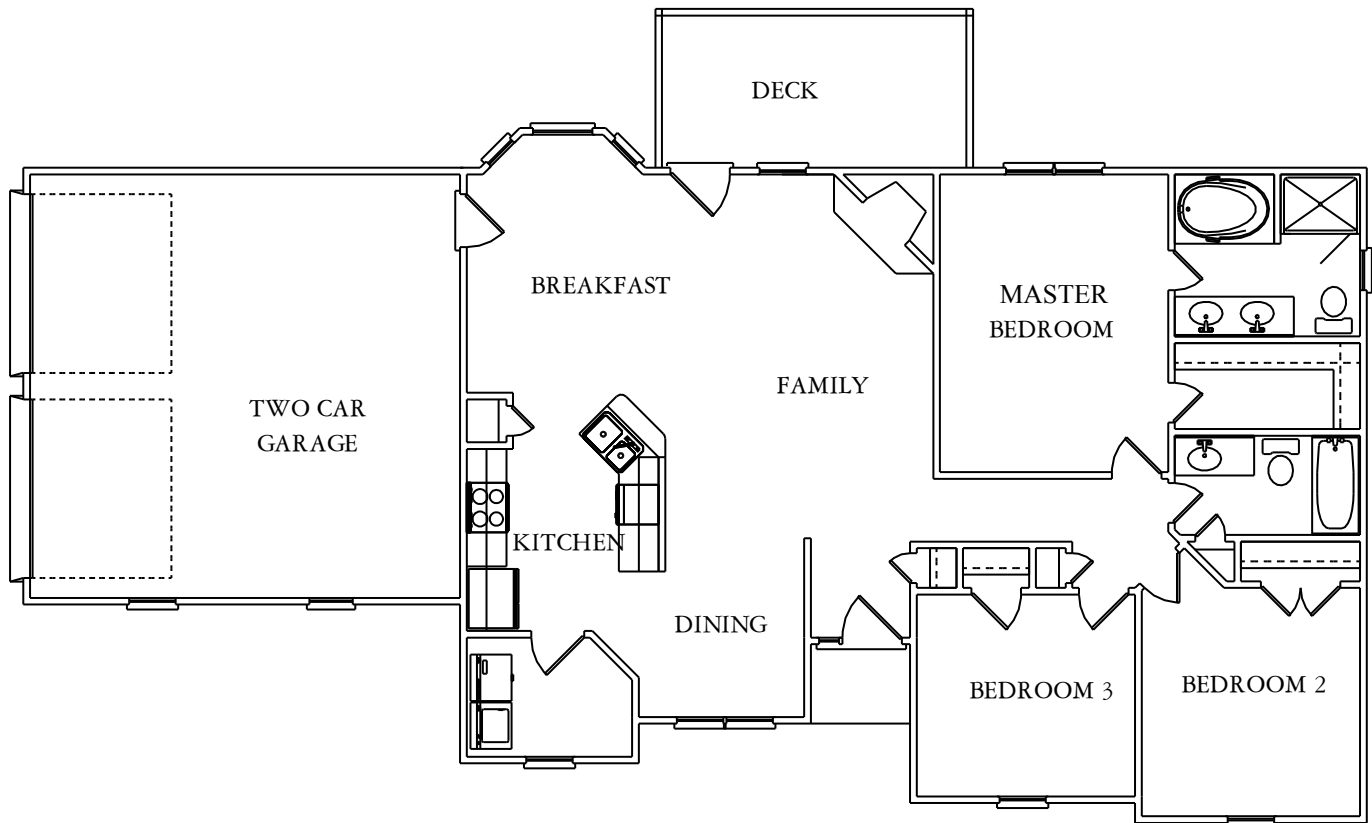 DECK
BREAKFAST
MASTER
BEDROOM
FAMILY
TWO CAR
GARAGE
KITCHEN
DINING
BEDROOM 3
BEDROOM 2